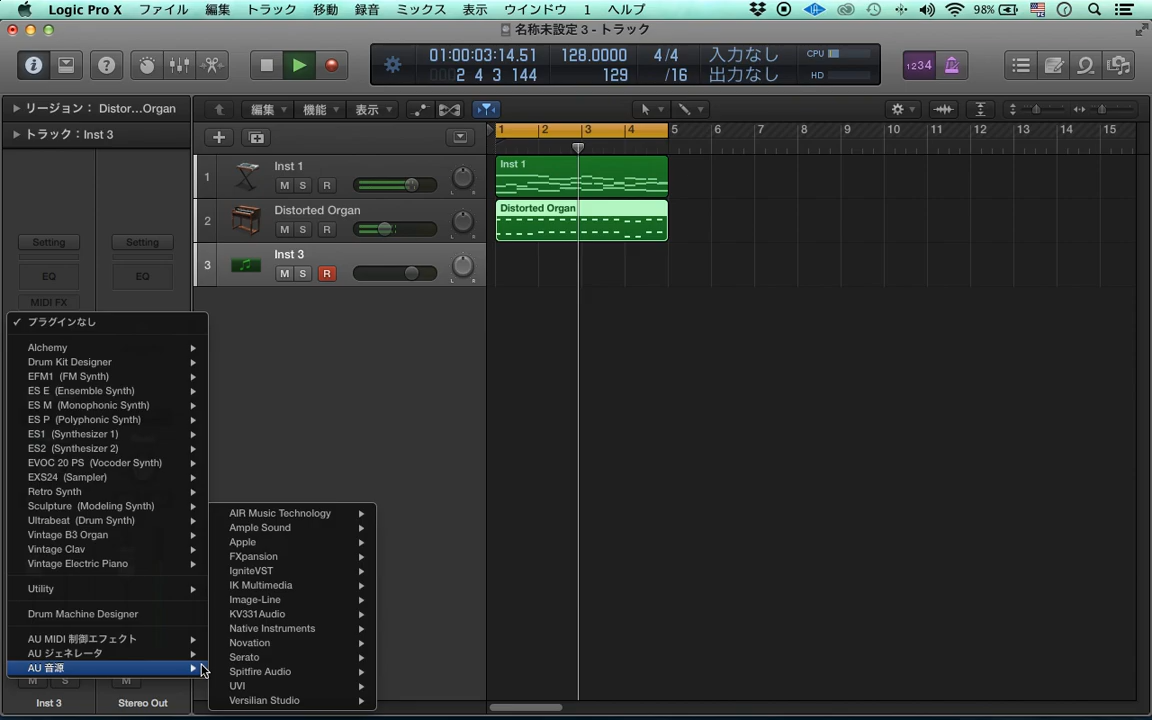 Logic Pro X ファイル 編集 トラック 移動 録音 ミックス 表示 ウインドウ 1 ヘルプ 98%
名称未設定 3 - トラック
01:00:03:14.51 128.0000 4/4 入力なし CPU
2 4 3 144 129 /16 出力なし HD
1234
リージョン： Distor…Organ 編集 機能 表示
トラック：Inst 3
1 2 3 4 5 6 7 8 9 10 11 12 13 14 15
1 Inst 1
M S R L R
Inst 1
2 Distorted Organ
M S R L R
Distorted Organ
3 Inst 3
M S R L R
Setting Setting
EQ EQ
MIDI FX
✓ プラグインなし
Alchemy
Drum Kit Designer
EFM1 (FM Synth)
ES E (Ensemble Synth)
ES M (Monophonic Synth)
ES P (Polyphonic Synth)
ES1 (Synthesizer 1)
ES2 (Synthesizer 2)
EVOC 20 PS (Vocoder Synth)
EXS24 (Sampler)
Retro Synth
Sculpture (Modeling Synth)
Ultrabeat (Drum Synth)
Vintage B3 Organ
Vintage Clav
Vintage Electric Piano
Utility
Drum Machine Designer
AU MIDI 制御エフェクト
AU ジェネレータ
AU 音源
AIR Music Technology
Ample Sound
Apple
FXpansion
IgniteVST
IK Multimedia
Image-Line
KV331Audio
Native Instruments
Novation
Serato
Spitfire Audio
UVI
Versilian Studio
M S M
Inst 3 Stereo Out